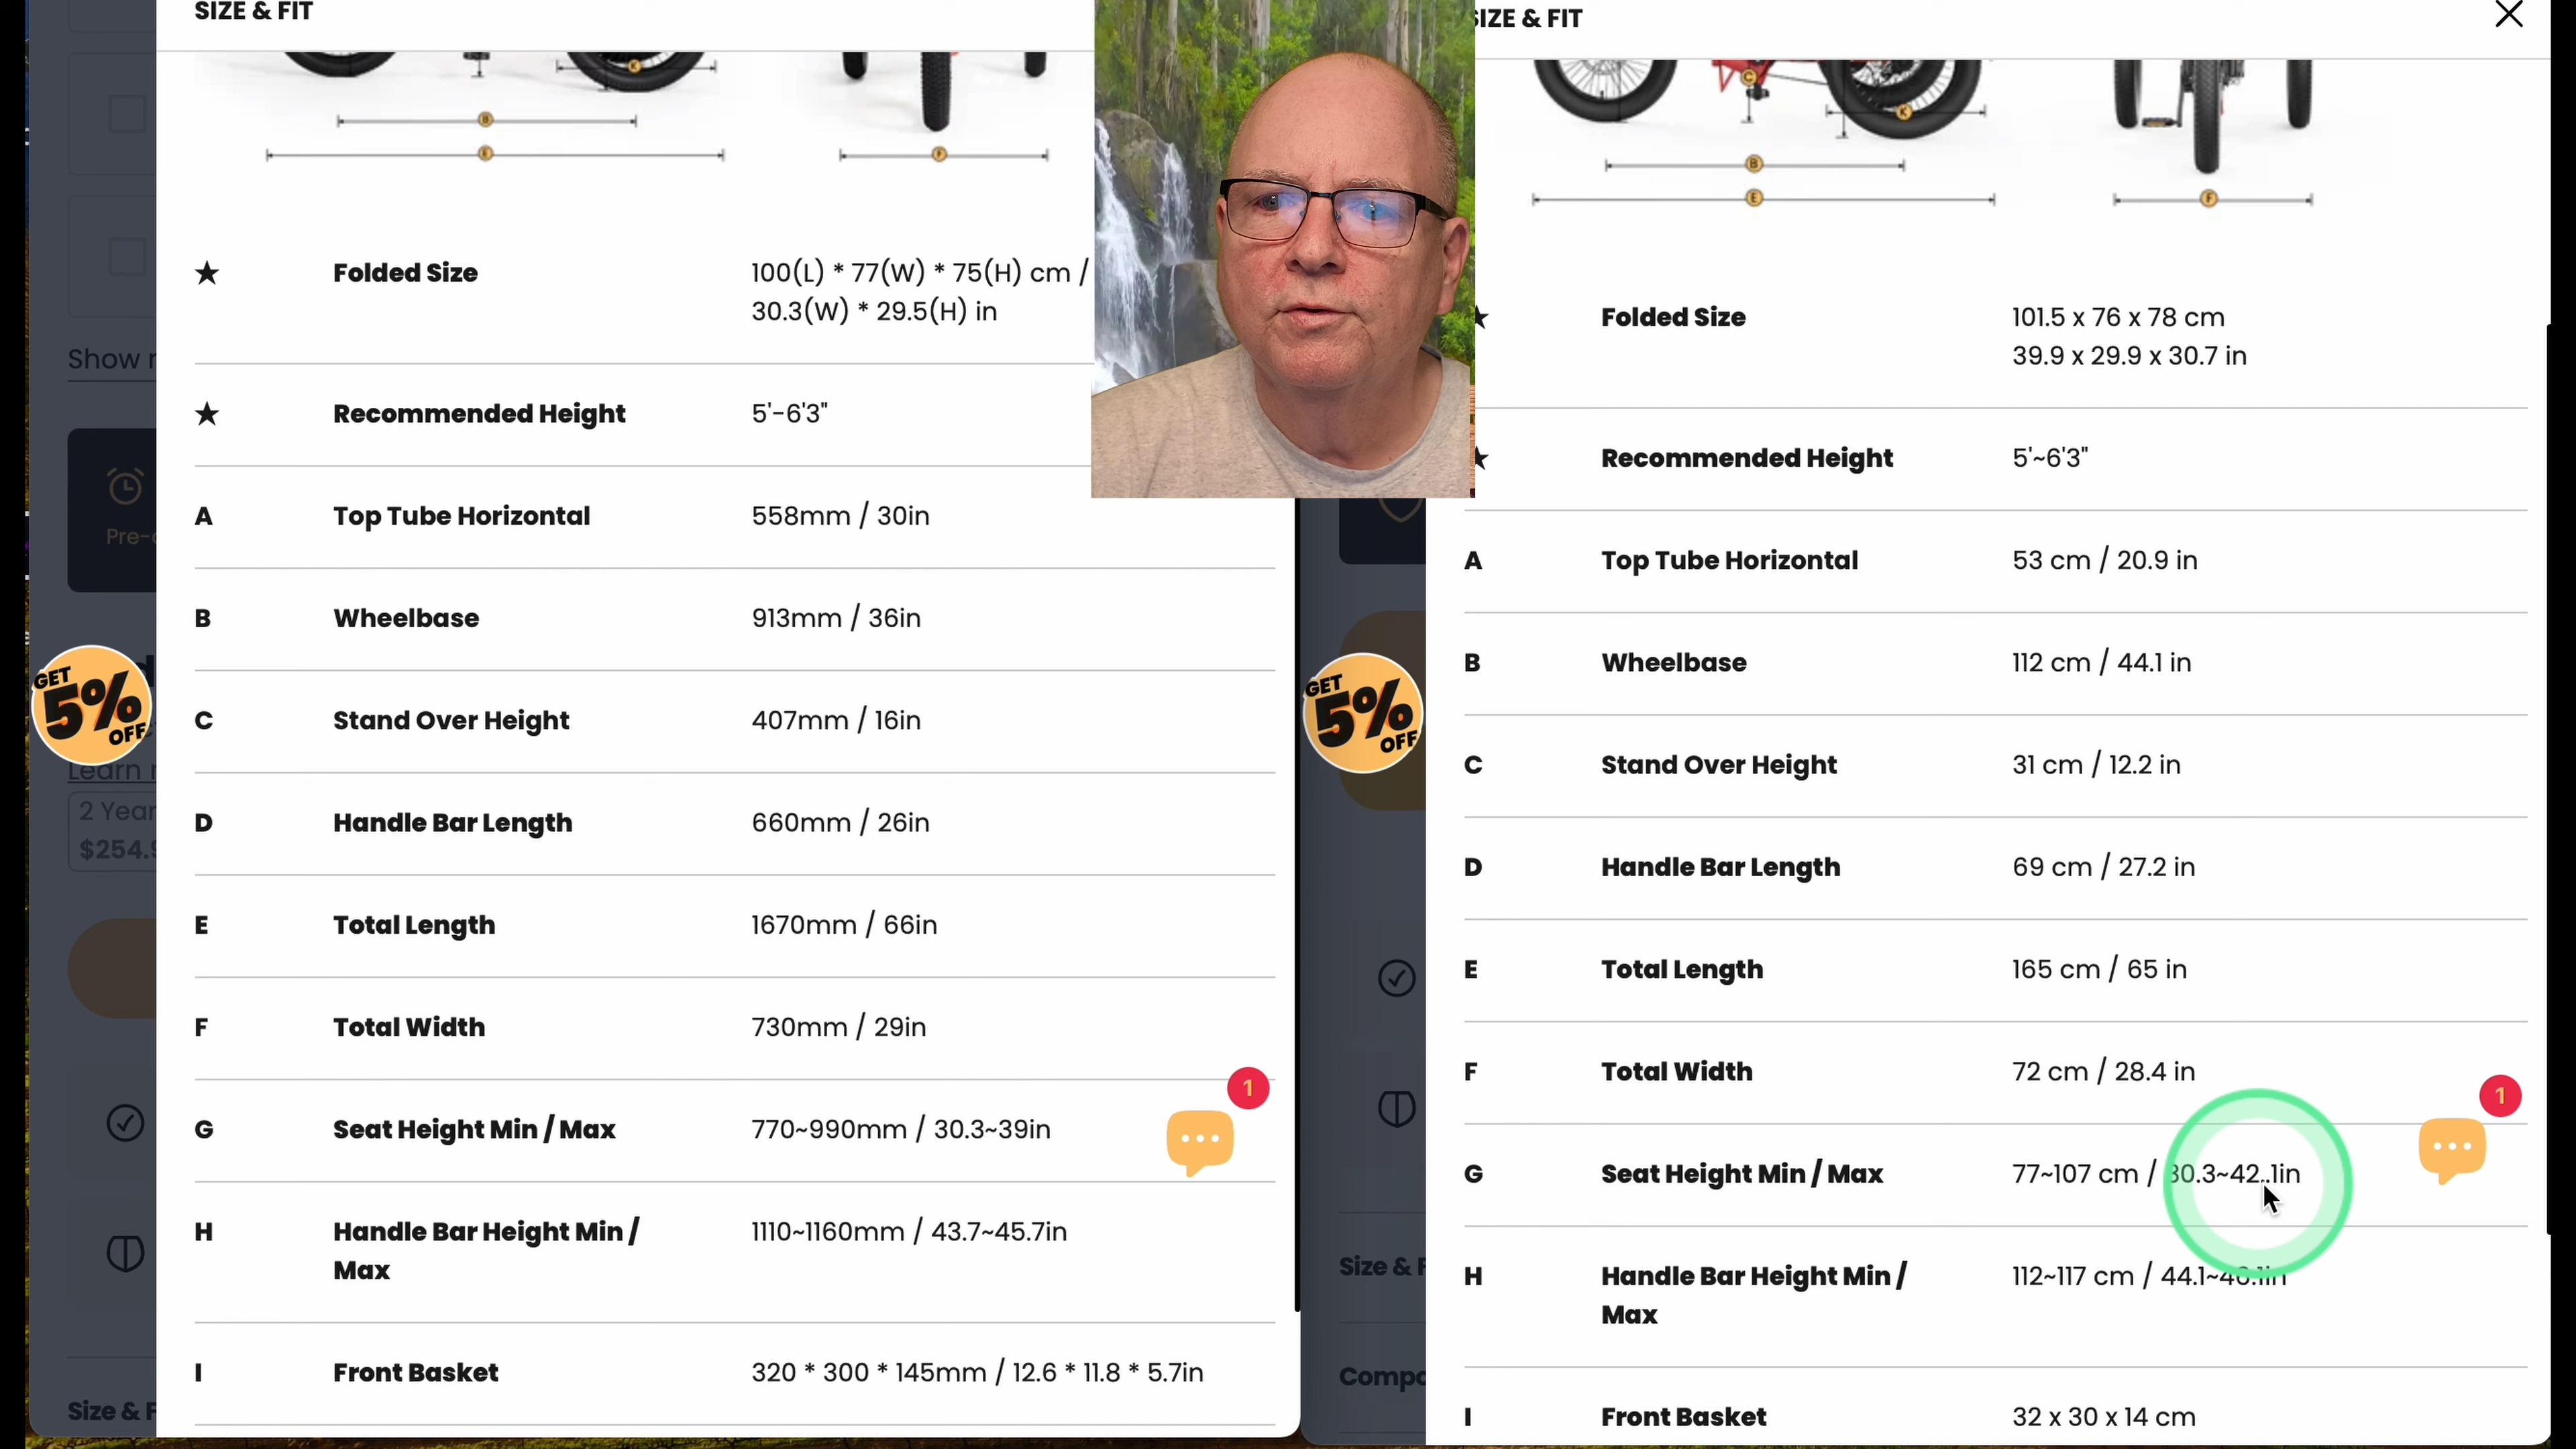 SIZE & FIT
K
B
E
F
★ Folded Size 100(L) * 77(W) * 75(H) cm /
30.3(W) * 29.5(H) in
★ Recommended Height 5'-6'3"
A Top Tube Horizontal 558mm / 30in
B Wheelbase 913mm / 36in
C Stand Over Height 407mm / 16in
D Handle Bar Length 660mm / 26in
E Total Length 1670mm / 66in
F Total Width 730mm / 29in
G Seat Height Min / Max 770~990mm / 30.3~39in
H Handle Bar Height Min / 1110~1160mm / 43.7~45.7in
Max
I Front Basket 320 * 300 * 145mm / 12.6 * 11.8 * 5.7in
1
Show
GET
5%
OFF
Learn
2 Year
Size & F
SIZE & FIT
C
K
B
E
F
★ Folded Size 101.5 x 76 x 78 cm
39.9 x 29.9 x 30.7 in
★ Recommended Height 5'~6'3"
A Top Tube Horizontal 53 cm / 20.9 in
B Wheelbase 112 cm / 44.1 in
C Stand Over Height 31 cm / 12.2 in
D Handle Bar Length 69 cm / 27.2 in
E Total Length 165 cm / 65 in
F Total Width 72 cm / 28.4 in
G Seat Height Min / Max 77~107 cm / 30.3~42..1in
H Handle Bar Height Min / 112~117 cm /
Max
I Front Basket 32 x 30 x 14 cm
1
GET
5%
OFF
Size & F